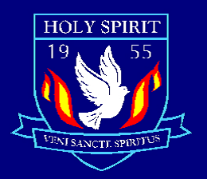 HOLY SPIRIT
19 55
VENI SANCTE SPIRITUS